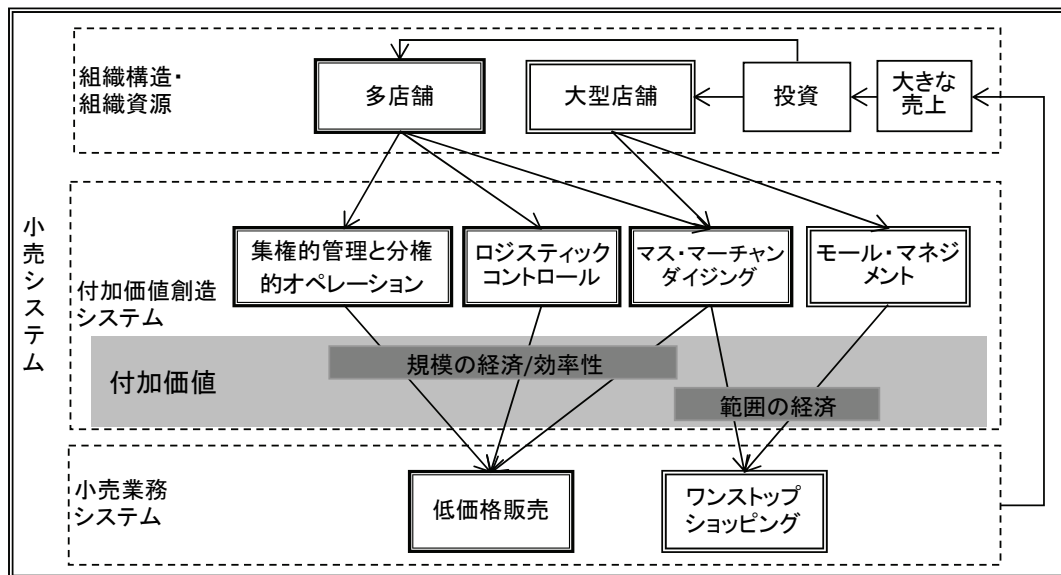 小売システム
組織構造・
組織資源
多店舗
大型店舗
投資
大きな
売上
付加価値創造
システム
集権的管理と分権
的オペレーション
ロジスティック
コントロール
マス・マーチャン
ダイジング
モール・マネジ
メント
付加価値
規模の経済/効率性
範囲の経済
小売業務
システム
低価格販売
ワンストップ
ショッピング